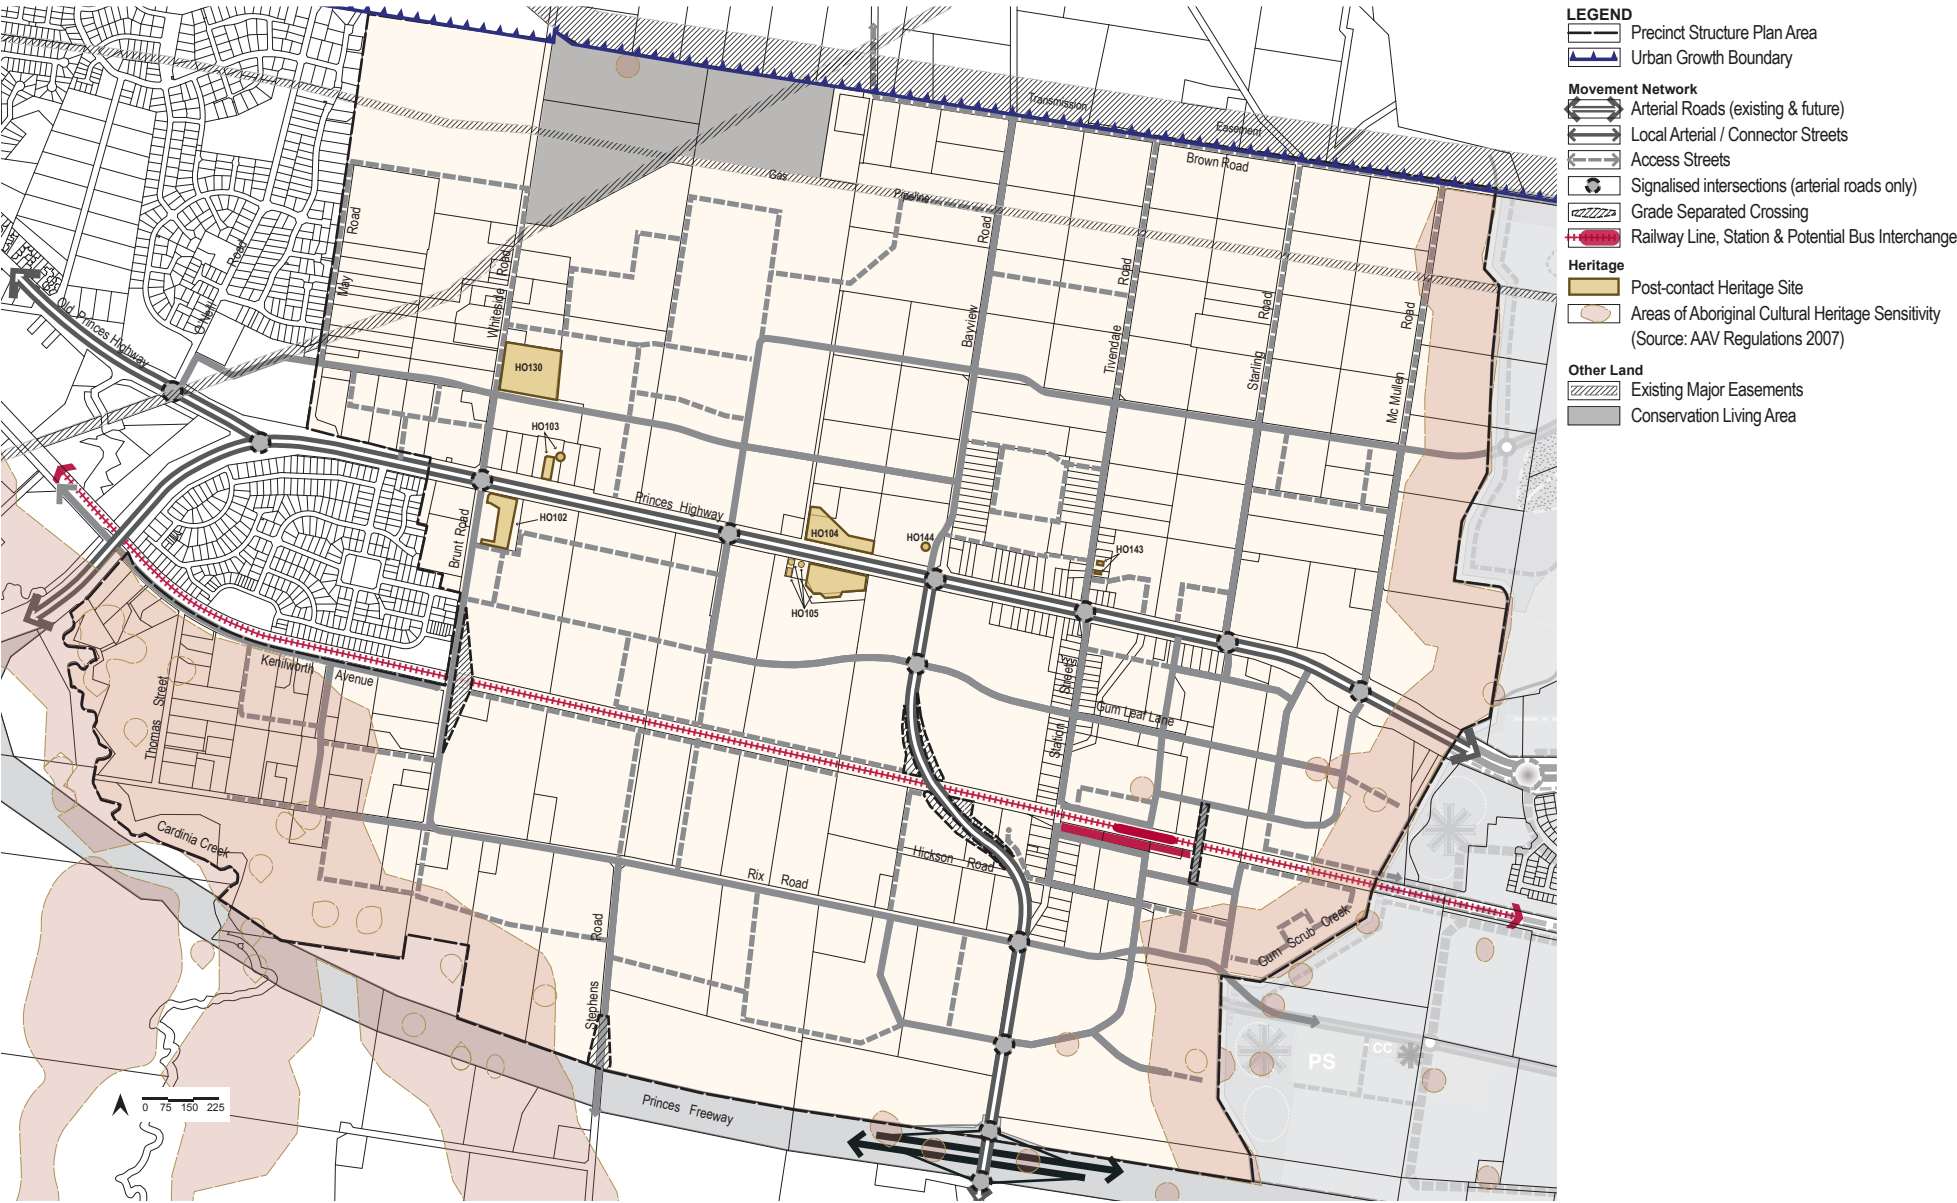 LEGEND
Precinct Structure Plan Area
Urban Growth Boundary
Movement Network
Arterial Roads (existing & future)
Local Arterial / Connector Streets
Access Streets
Signalised intersections (arterial roads only)
Grade Separated Crossing
Railway Line, Station & Potential Bus Interchange
Heritage
Post-contact Heritage Site
Areas of Aboriginal Cultural Heritage Sensitivity
(Source: AAV Regulations 2007)
Other Land
Existing Major Easements
Conservation Living Area
Transmission
Easement
Brown Road
Gas
Pipeline
May Road
Whiteside Road
O'Neil Road
Old Princes Highway
Bayview Road
Tivendale Road
Starling Road
Mc Mullen Road
HO130
HO103
HO102
Princes Highway
HO104
HO144
HO143
HO105
Brunt Road
Kenilworth Avenue
Thomas Street
Station Streets
Gum Leaf Lane
Cardinia Creek
Hickson Road
Rix Road
Gum Scrub Creek
Stephens Road
Princes Freeway
PS
CC
0 75 150 225